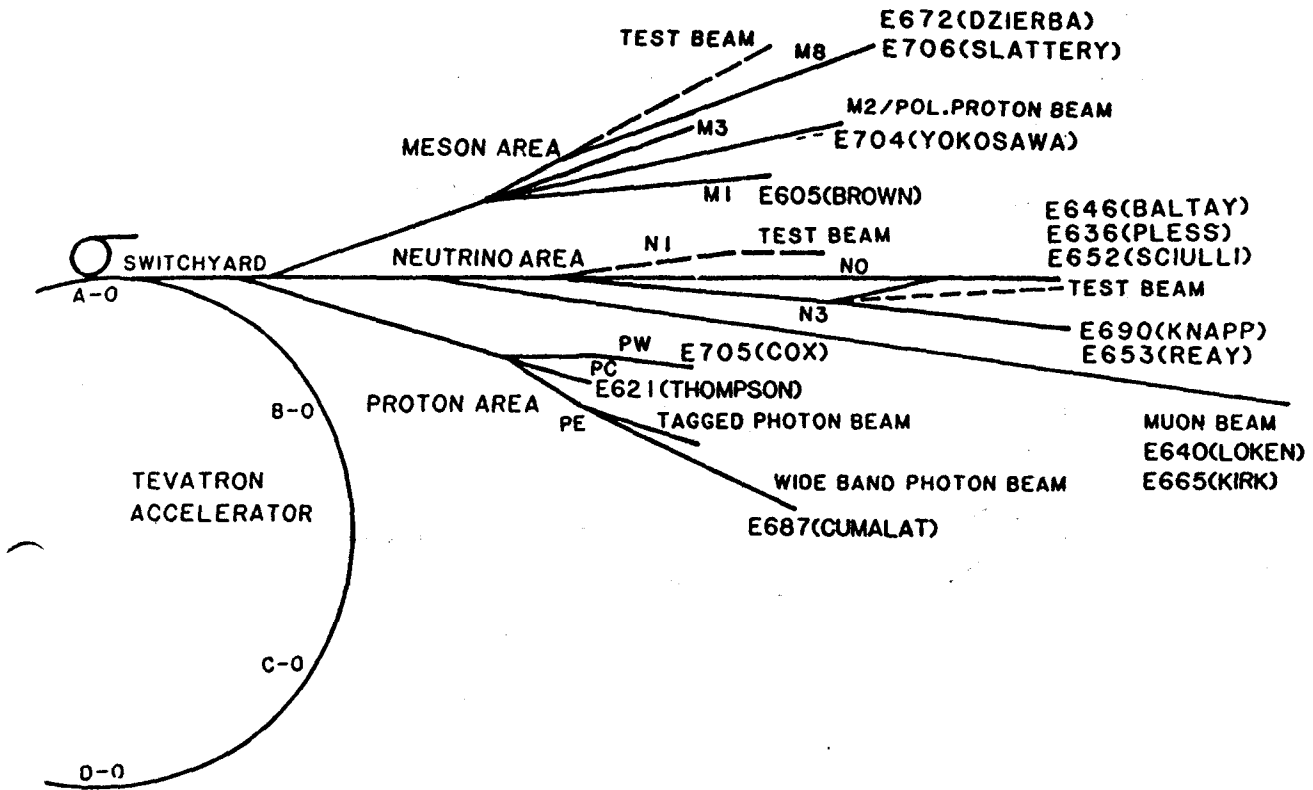 E672(DZIERBA)
TEST BEAM
M8
E706(SLATTERY)
M2/POL.PROTON BEAM
M3
MESON AREA
E704(YOKOSAWA)
M1
E605(BROWN)
E646(BALTAY)
N1
TEST BEAM
E636(PLESS)
SWITCHYARD
NEUTRINO AREA
N0
E652(SCIULLI)
A-0
TEST BEAM
N3
E690(KNAPP)
PW
E705(COX)
E653(REAY)
PC
E621(THOMPSON)
PROTON AREA
B-0
PE
TAGGED PHOTON BEAM
MUON BEAM
E640(LOKEN)
TEVATRON
WIDE BAND PHOTON BEAM
E665(KIRK)
ACCELERATOR
E687(CUMALAT)
C-0
D-0